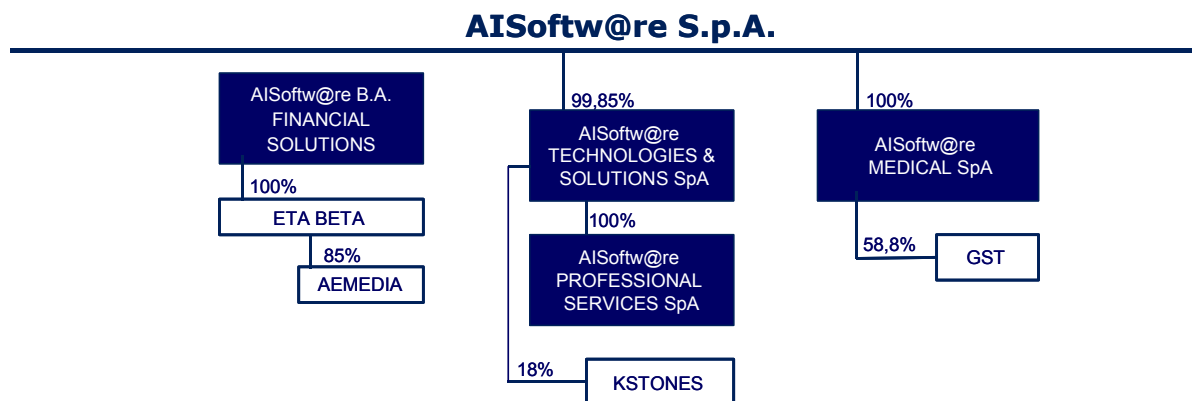 AISoftw@re S.p.A.
AISoftw@re B.A.
FINANCIAL
SOLUTIONS
100%
ETA BETA
85%
AEMEDIA
99,85%
AISoftw@re
TECHNOLOGIES &
SOLUTIONS SpA
100%
AISoftw@re
PROFESSIONAL
SERVICES SpA
18%
KSTONES
100%
AISoftw@re
MEDICAL SpA
58,8%
GST